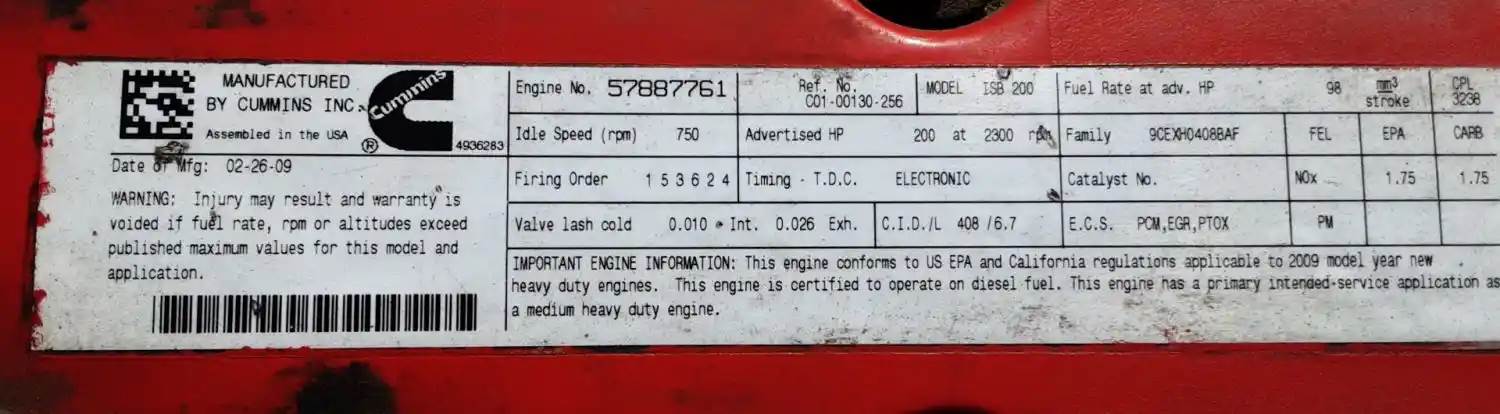 MANUFACTURED
BY CUMMINS INC.
Assembled in the USA
Cummins
®
4936283
Date of Mfg: 02-26-09
WARNING: Injury may result and warranty is
voided if fuel rate, rpm or altitudes exceed
published maximum values for this model and
application.
Engine No. 57887761
Ref. No.
C01-00130-256
MODEL ISB 200
Fuel Rate at adv. HP 98 mm³
stroke
CPL
3238
Idle Speed (rpm) 750
Advertised HP 200 at 2300 rpm
Family 9CEXH0408BAF
FEL EPA CARB
Firing Order 1 5 3 6 2 4
Timing - T.D.C. ELECTRONIC
Catalyst No.
NOx 1.75 1.75
Valve lash cold 0.010 Int. 0.026 Exh.
C.I.D./L 408 /6.7
E.C.S. PCM,EGR,PTOX
PM
IMPORTANT ENGINE INFORMATION: This engine conforms to US EPA and California regulations applicable to 2009 model year new
heavy duty engines. This engine is certified to operate on diesel fuel. This engine has a primary intended-service application as
a medium heavy duty engine.